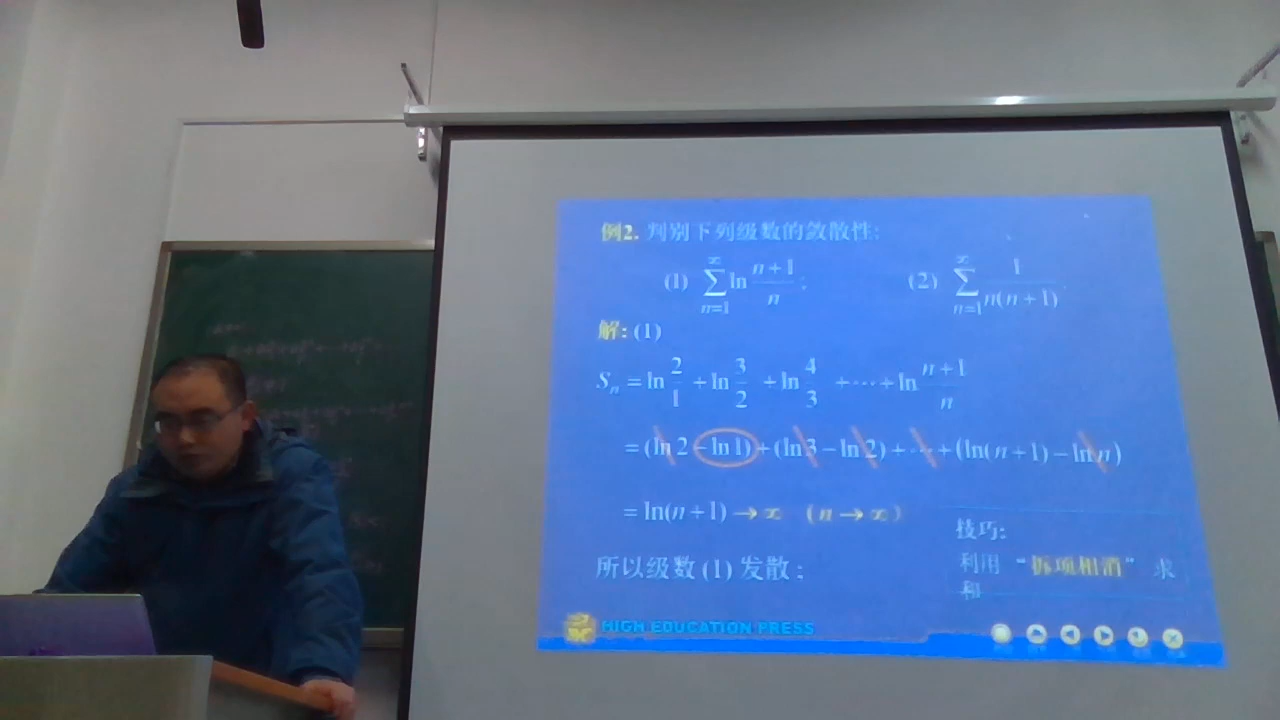 例2. 判别下列级数的敛散性:
(1) ∑_{n=1}^{∞} ln (n+1)/n ; (2) ∑_{n=1}^{∞} 1/(n(n+1))
解: (1)
S_n = ln 2/1 + ln 3/2 + ln 4/3 + ⋯ + ln (n+1)/n
= (ln 2 − ln 1) + (ln 3 − ln 2) + ⋯ + (ln(n+1) − ln n)
= ln(n+1) → ∞ ( n → ∞ )
所以级数 (1) 发散 ;
技巧:
利用 “拆项相消” 求
和
HIGH EDUCATION PRESS